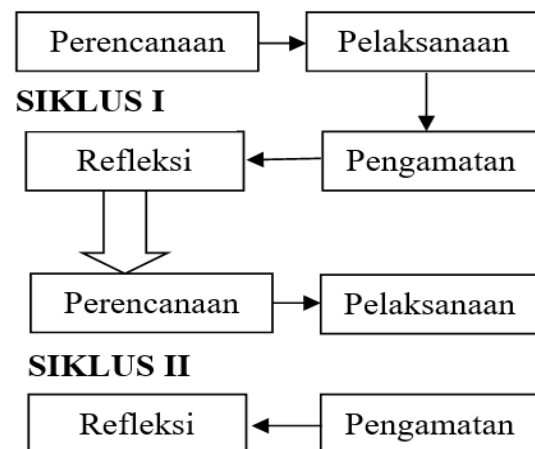 Perencanaan Pelaksanaan
SIKLUS I
Refleksi Pengamatan
Perencanaan Pelaksanaan
SIKLUS II
Refleksi Pengamatan